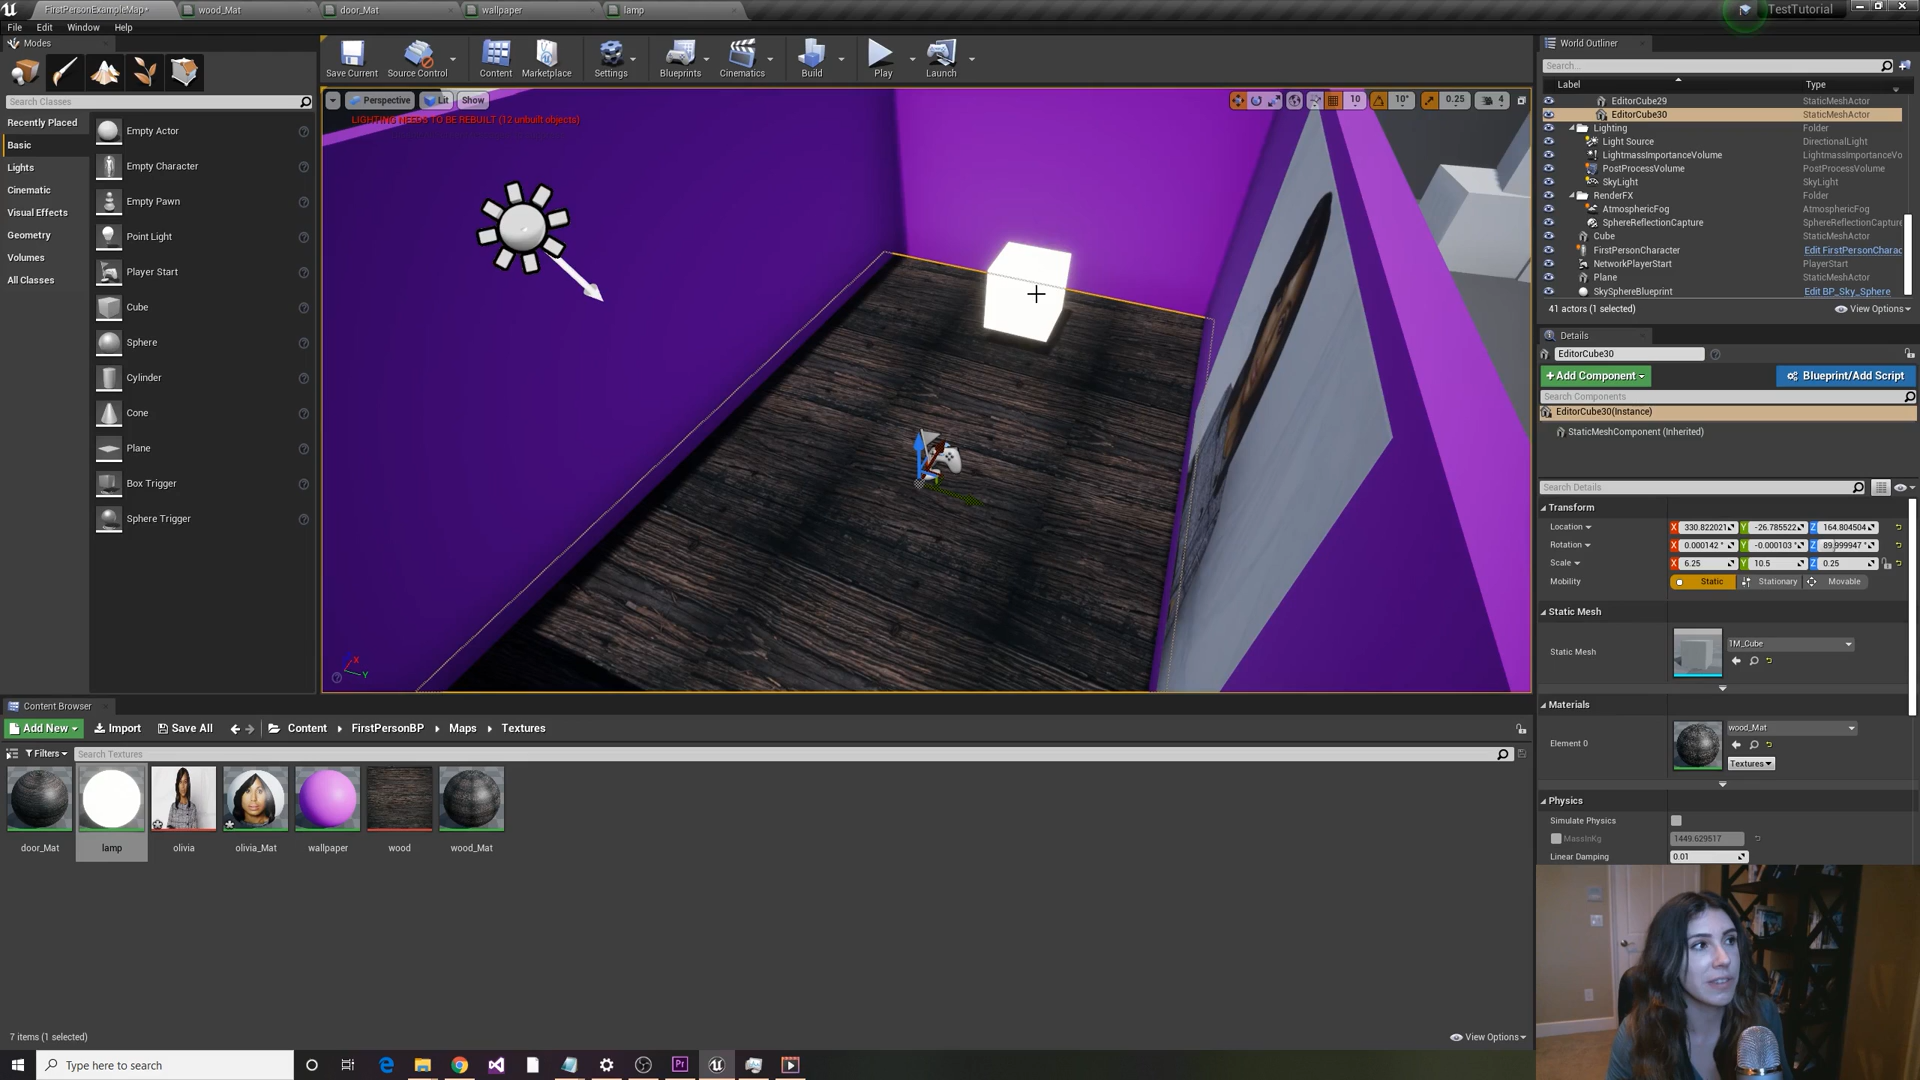 FirstPersonExampleMap*
wood_Mat
door_Mat
wallpaper
lamp
TestTutorial
File Edit Window Help
Modes
Search Classes
Recently Placed
Basic
Lights
Cinematic
Visual Effects
Geometry
Volumes
All Classes
Empty Actor
Empty Character
Empty Pawn
Point Light
Player Start
Cube
Sphere
Cylinder
Cone
Plane
Box Trigger
Sphere Trigger
Save Current
Source Control
Content
Marketplace
Settings
Blueprints
Cinematics
Build
Play
Launch
Perspective
Lit
Show
10
10°
0.25
4
LIGHTING NEEDS TO BE REBUILT (12 unbuilt objects)
X
Y
World Outliner
Search...
Label Type
EditorCube29 StaticMeshActor
EditorCube30 StaticMeshActor
Lighting Folder
Light Source DirectionalLight
LightmassImportanceVolume LightmassImportanceVo
PostProcessVolume PostProcessVolume
SkyLight SkyLight
RenderFX Folder
AtmosphericFog AtmosphericFog
SphereReflectionCapture SphereReflectionCapture
Cube StaticMeshActor
FirstPersonCharacter Edit FirstPersonCharac
NetworkPlayerStart PlayerStart
Plane StaticMeshActor
SkySphereBlueprint Edit BP_Sky_Sphere
41 actors (1 selected)
View Options
Details
EditorCube30
+Add Component
Blueprint/Add Script
Search Components
EditorCube30(Instance)
StaticMeshComponent (Inherited)
Search Details
Transform
Location X 330.822021 Y -26.785522 Z 164.804504
Rotation X 0.000142 ° Y -0.000103 ° Z 89.999947 °
Scale X 6.25 Y 10.5 Z 0.25
Mobility Static Stationary Movable
Static Mesh
Static Mesh
1M_Cube
Materials
Element 0
wood_Mat
Textures
Physics
Simulate Physics
MassInKg 1449.629517
Linear Damping 0.01
Content Browser
Add New
Import
Save All
Content FirstPersonBP Maps Textures
Filters
Search Textures
door_Mat
lamp
olivia
olivia_Mat
wallpaper
wood
wood_Mat
7 items (1 selected)
View Options
Type here to search
Pr